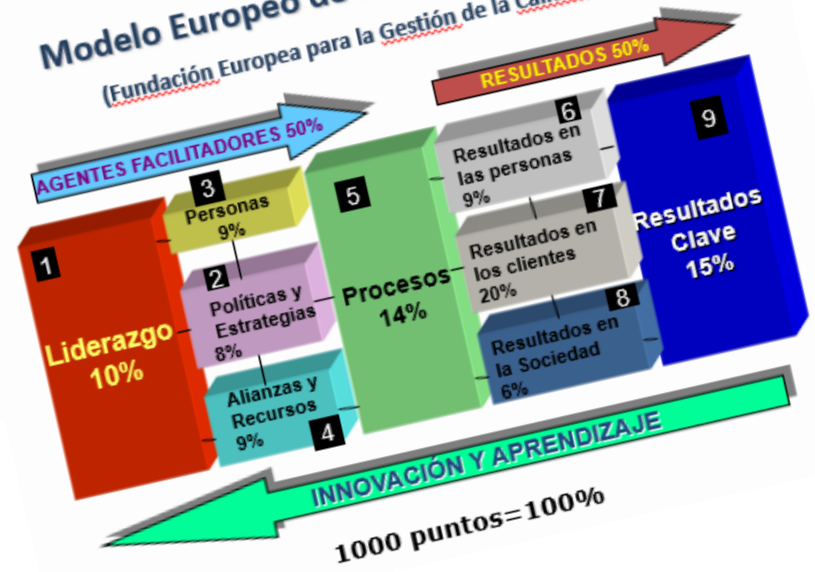 Modelo Europeo de
(Fundación Europea para la Gestión de la
RESULTADOS 50%
AGENTES FACILITADORES 50%
1
Liderazgo
10%
3
Personas
9%
2
Políticas y
Estrategias
8%
Alianzas y
Recursos
9%
4
5
Procesos
14%
6
Resultados en
las personas
9%
7
Resultados en
los clientes
20%
8
Resultados en
la Sociedad
6%
9
Resultados
Clave
15%
INNOVACIÓN Y APRENDIZAJE
1000 puntos=100%